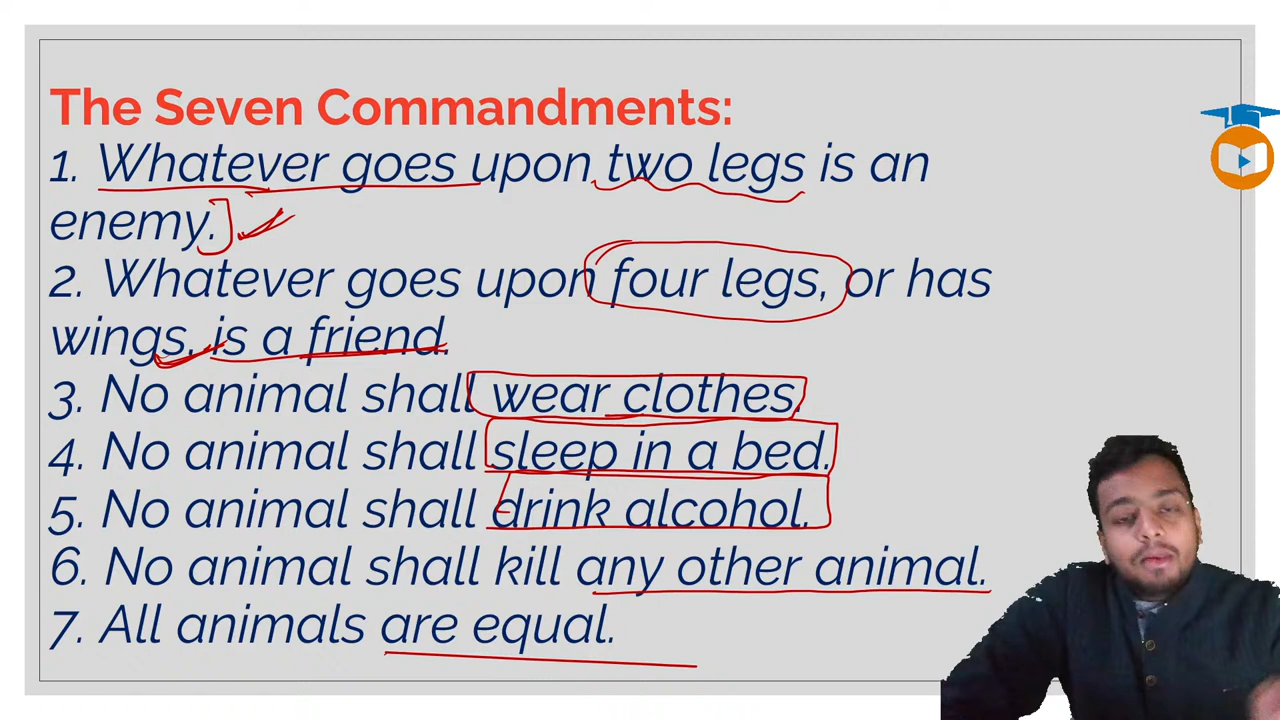 The Seven Commandments:
1. Whatever goes upon two legs is an
enemy.
2. Whatever goes upon four legs, or has
wings, is a friend.
3. No animal shall wear clothes.
4. No animal shall sleep in a bed.
5. No animal shall drink alcohol.
6. No animal shall kill any other animal.
7. All animals are equal.